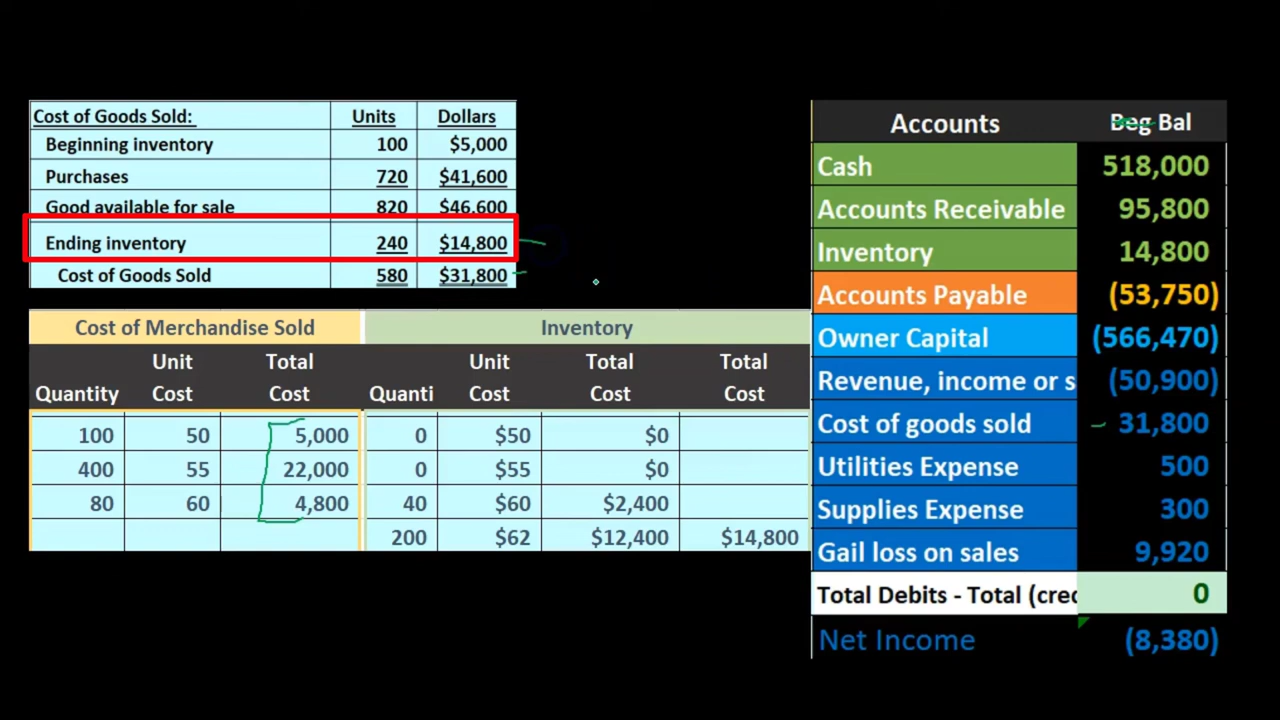 Cost of Goods Sold: Units Dollars
Beginning inventory 100 $5,000
Purchases 720 $41,600
Good available for sale 820 $46,600
Ending inventory 240 $14,800
Cost of Goods Sold 580 $31,800
Cost of Merchandise Sold Inventory
Unit Total Unit Total Total
Quantity Cost Cost Quanti Cost Cost Cost
100 50 5,000 0 $50 $0
400 55 22,000 0 $55 $0
80 60 4,800 40 $60 $2,400
200 $62 $12,400 $14,800
Accounts Beg Bal
Cash 518,000
Accounts Receivable 95,800
Inventory 14,800
Accounts Payable (53,750)
Owner Capital (566,470)
Revenue, income or s (50,900)
Cost of goods sold 31,800
Utilities Expense 500
Supplies Expense 300
Gail loss on sales 9,920
Total Debits - Total (cred 0
Net Income (8,380)